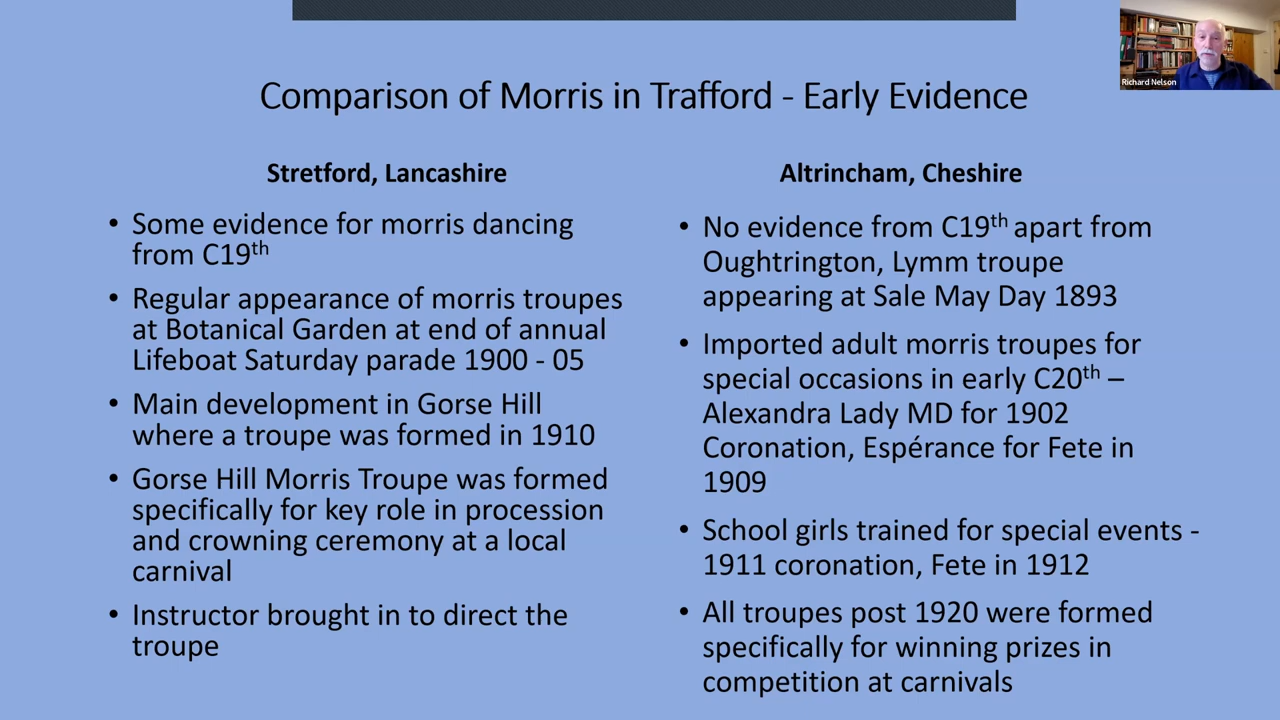 Richard Nelson
Comparison of Morris in Trafford - Early Evidence
Stretford, Lancashire
• Some evidence for morris dancing
from C19th
• Regular appearance of morris troupes
at Botanical Garden at end of annual
Lifeboat Saturday parade 1900 - 05
• Main development in Gorse Hill
where a troupe was formed in 1910
• Gorse Hill Morris Troupe was formed
specifically for key role in procession
and crowning ceremony at a local
carnival
• Instructor brought in to direct the
troupe
Altrincham, Cheshire
• No evidence from C19th apart from
Oughtrington, Lymm troupe
appearing at Sale May Day 1893
• Imported adult morris troupes for
special occasions in early C20th –
Alexandra Lady MD for 1902
Coronation, Espérance for Fete in
1909
• School girls trained for special events -
1911 coronation, Fete in 1912
• All troupes post 1920 were formed
specifically for winning prizes in
competition at carnivals